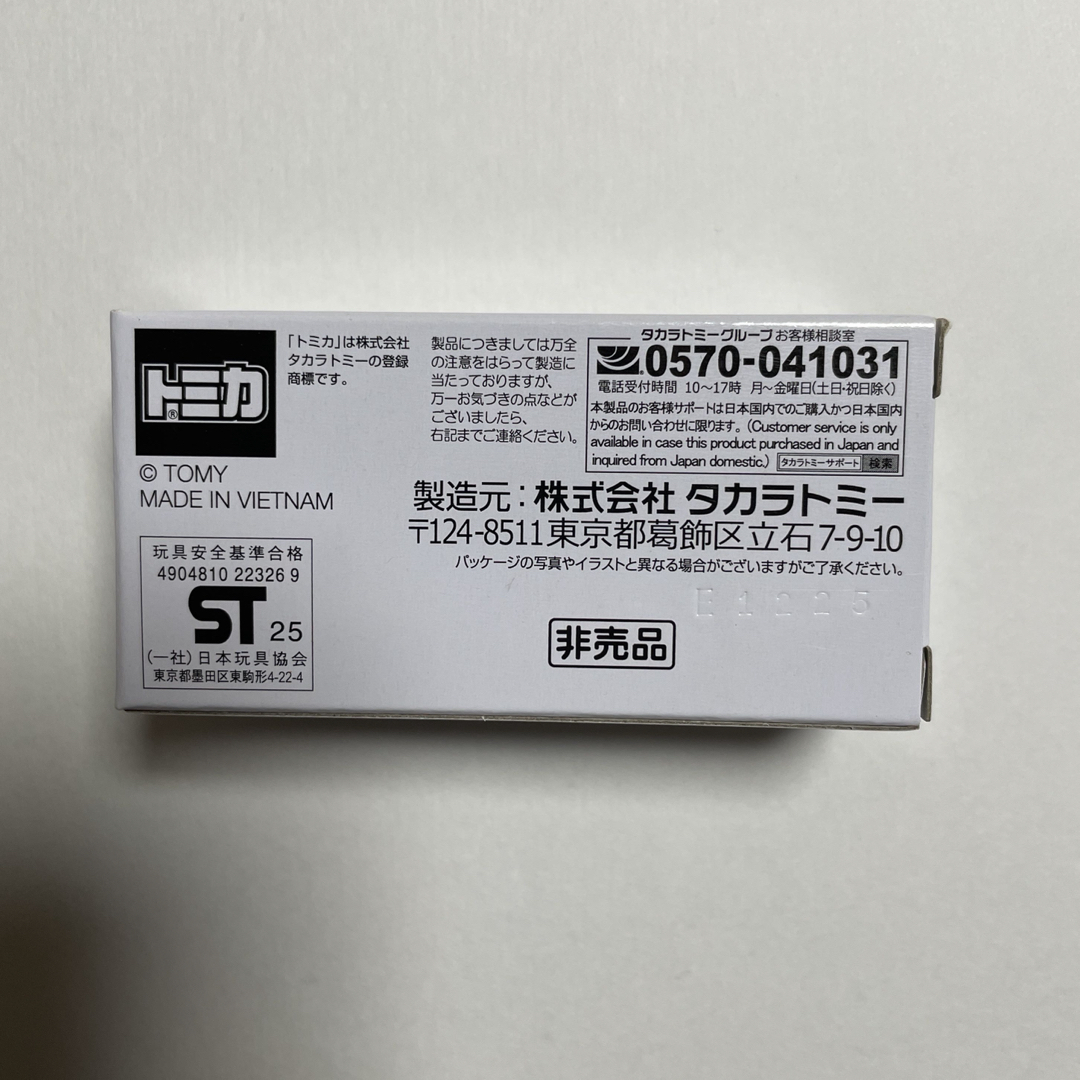 トミカ®
© TOMY
MADE IN VIETNAM
「トミカ」は株式会社
タカラトミーの登録
商標です。
製品につきましては万全
の注意をはらって製造に
当たっておりますが、
万一お気づきの点などが
ございましたら、
右記までご連絡ください。
タカラトミーグループ お客様相談室
0570-041031
電話受付時間 10〜17時 月〜金曜日(土日・祝日除く)
本製品のお客様サポートは日本国内でのご購入かつ日本国内
からのお問い合わせに限ります。(Customer service is only
available in case this product purchased in Japan and
inquired from Japan domestic.) タカラトミーサポート 検索
製造元：株式会社 タカラトミー
〒124-8511 東京都葛飾区立石7-9-10
パッケージの写真やイラストと異なる場合がございますがご了承ください。
E1225
非売品
玩具安全基準合格
4904810 22326 9
ST 25
(一社)日本玩具協会
東京都墨田区東駒形4-22-4